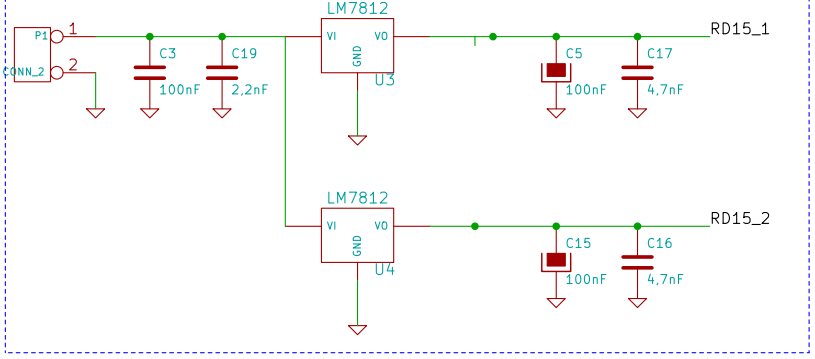 LM7812
P1
1
CONN_2
2
C3
100nF
C19
2,2nF
VI
VO
GND
U3
C5
100nF
C17
4,7nF
RD15_1
LM7812
VI
VO
GND
U4
C15
100nF
C16
4,7nF
RD15_2